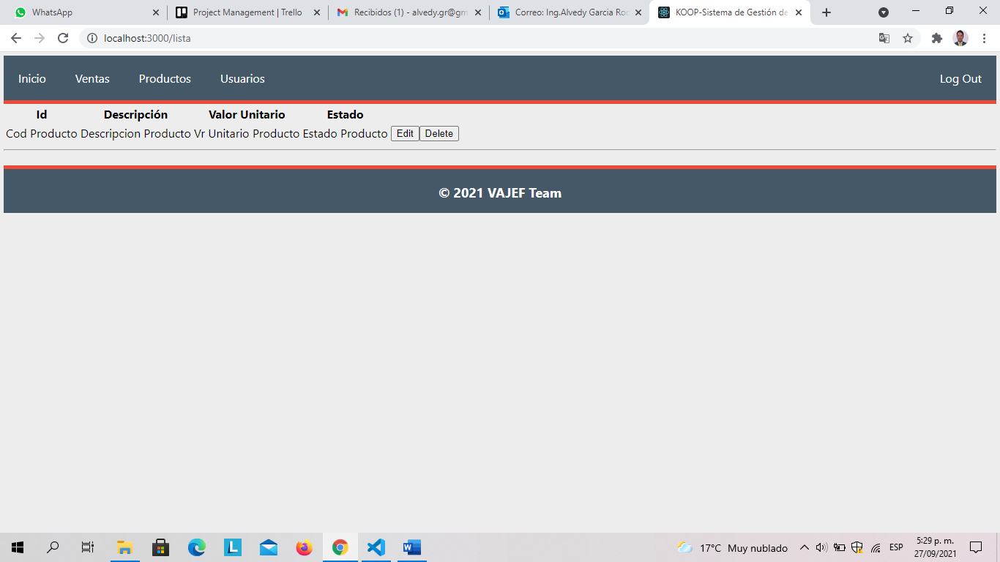 WhatsApp
Project Management | Trello
Recibidos (1) - alvedy.gr@gm
Correo: Ing.Alvedy Garcia Roc
KOOP-Sistema de Gestión de
localhost:3000/lista
Inicio Ventas Productos Usuarios Log Out
Id Descripción Valor Unitario Estado
Cod Producto Descripcion Producto Vr Unitario Producto Estado Producto Edit Delete
© 2021 VAJEF Team
17°C Muy nublado ESP
5:29 p. m.
27/09/2021